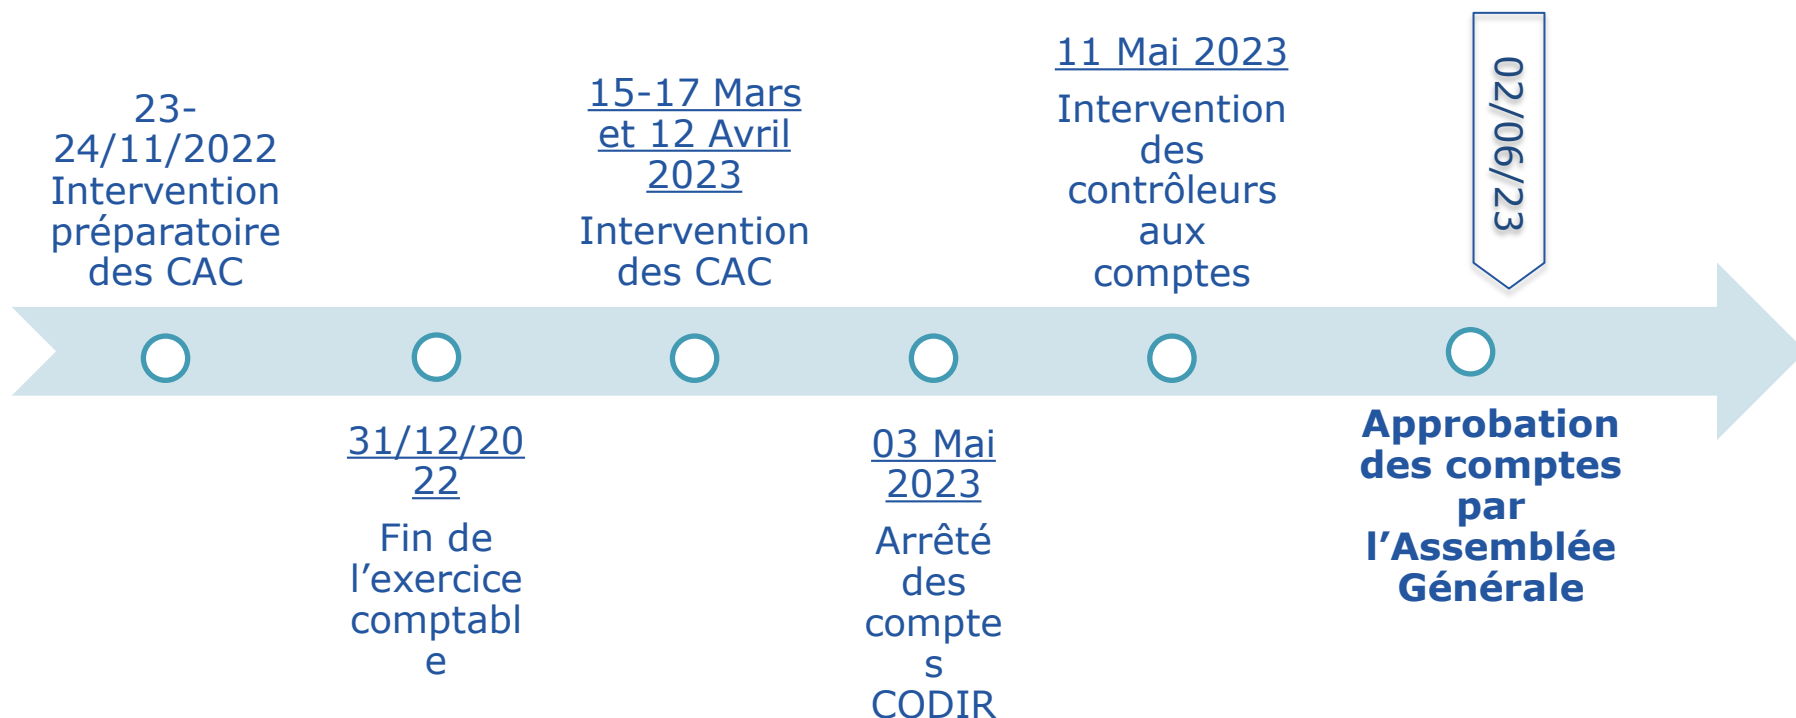 23-
24/11/2022
Intervention
préparatoire
des CAC
31/12/20
22
Fin de
l’exercice
comptabl
e
15-17 Mars
et 12 Avril
2023
Intervention
des CAC
03 Mai
2023
Arrêté
des
compte
s
CODIR
11 Mai 2023
Intervention
des
contrôleurs
aux
comptes
02/06/23
Approbation
des comptes
par
l’Assemblée
Générale